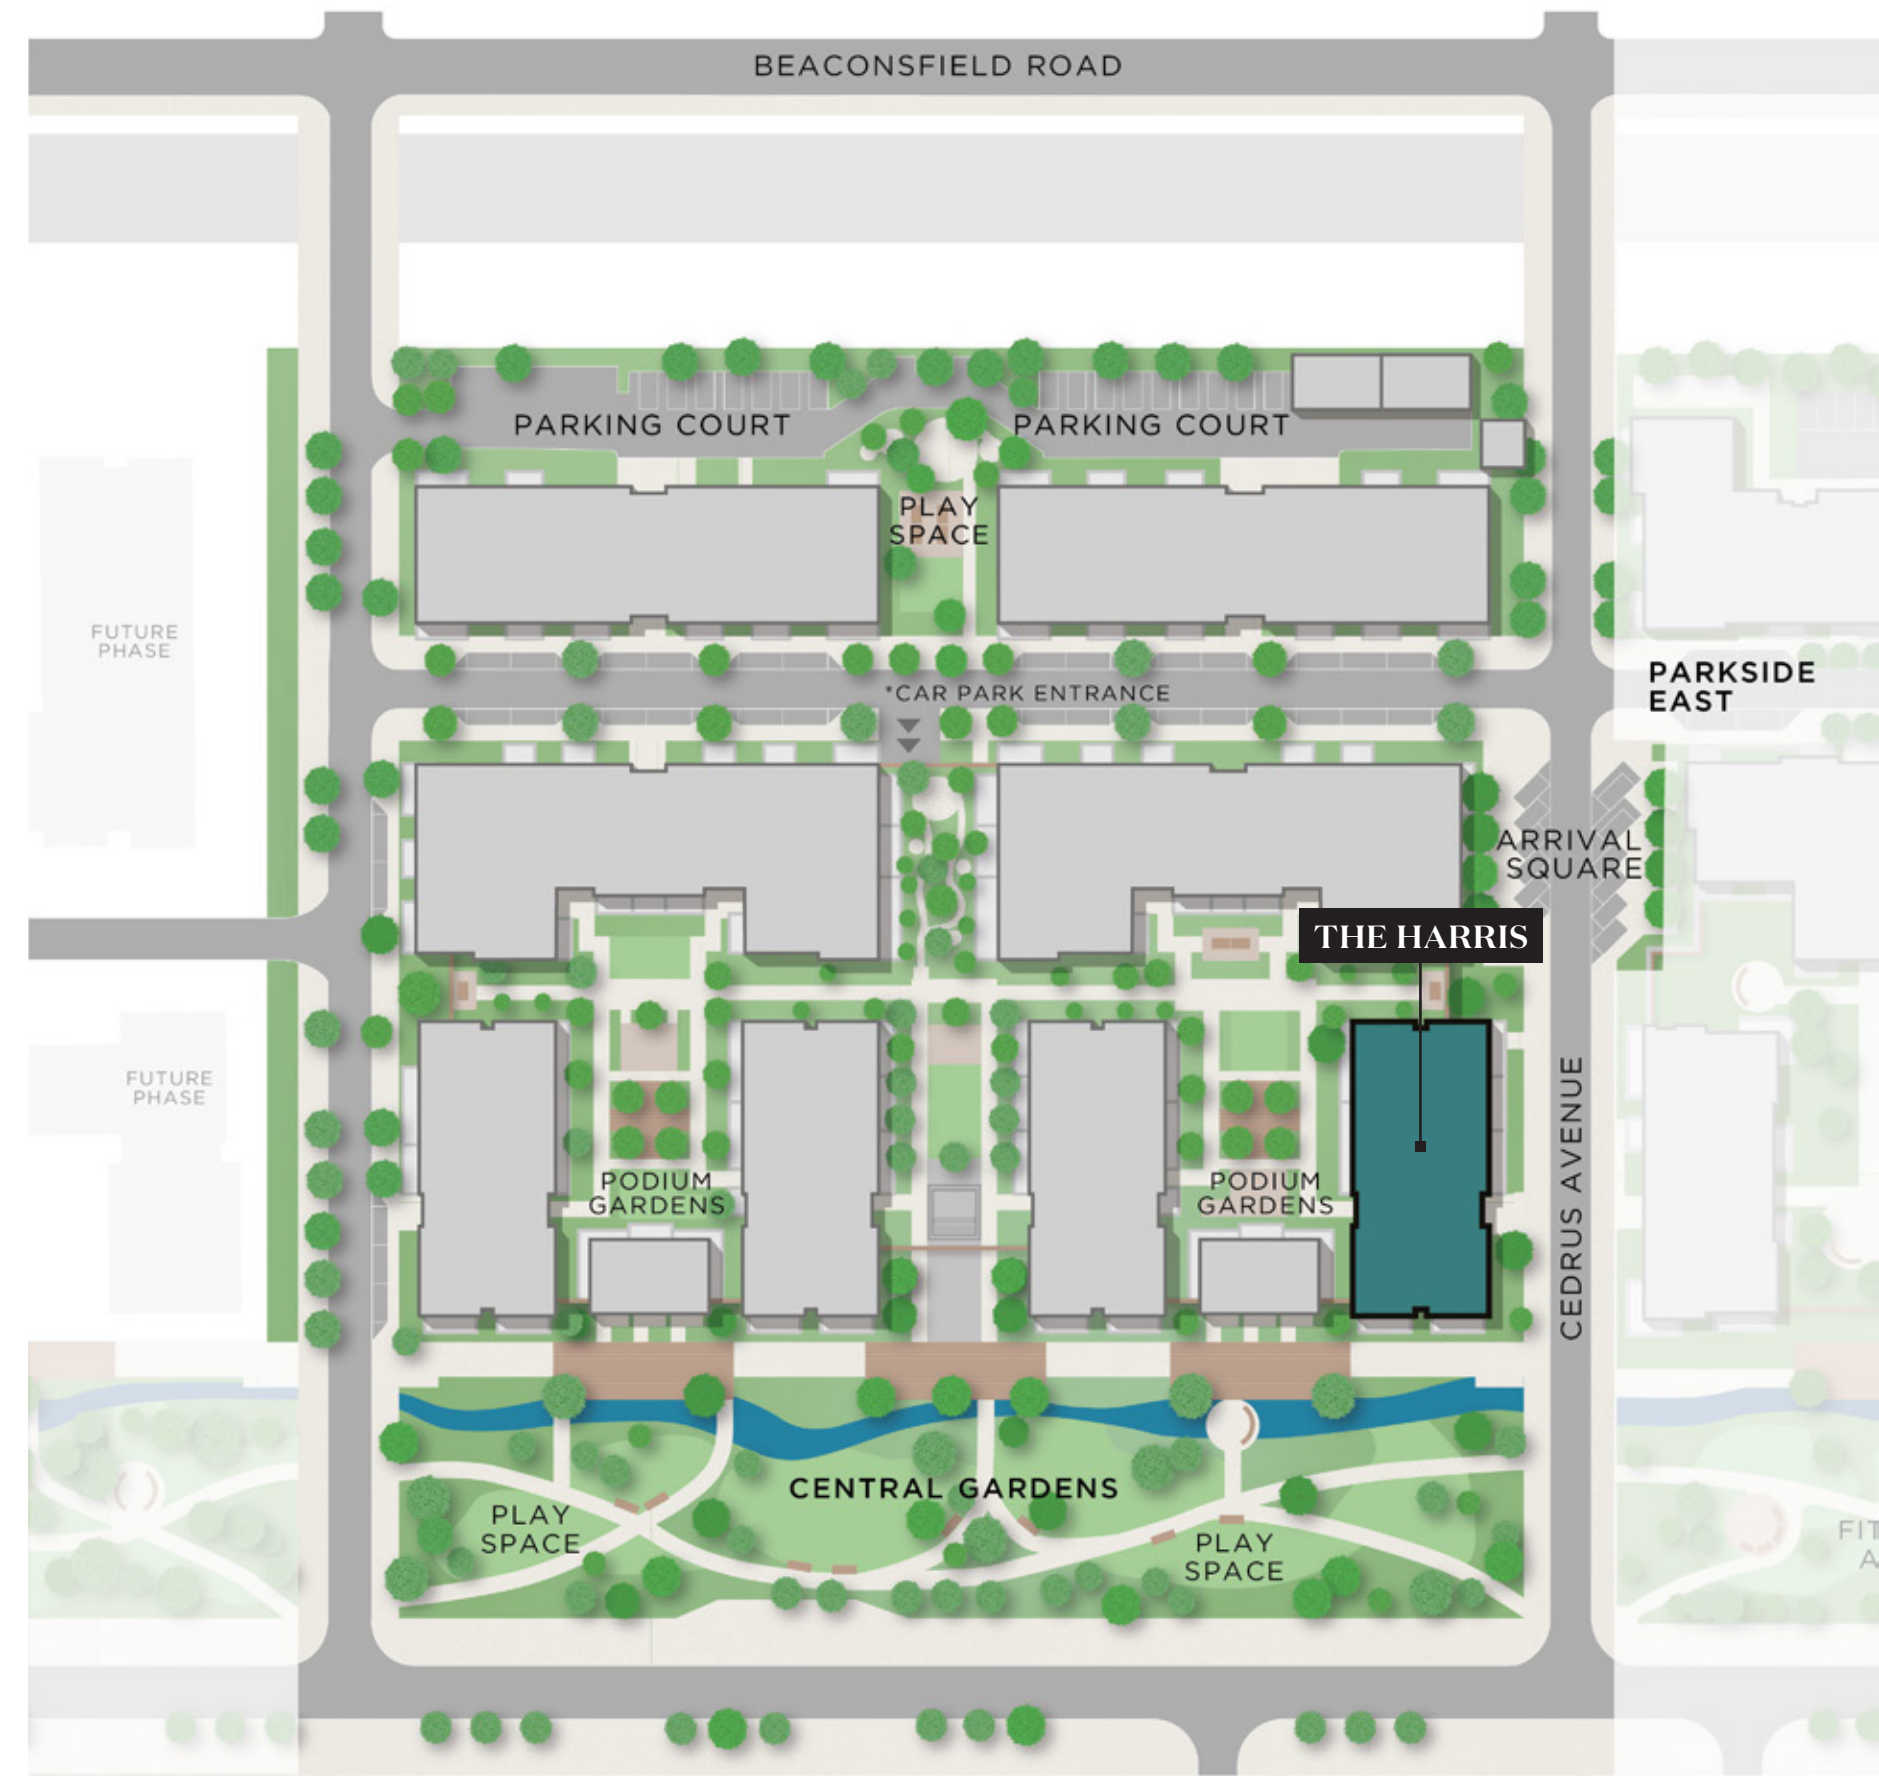 BEACONSFIELD ROAD
PARKING COURT
PARKING COURT
PLAY
SPACE
FUTURE
PHASE
PARKSIDE
EAST
*CAR PARK ENTRANCE
ARRIVAL
SQUARE
THE HARRIS
FUTURE
PHASE
CEDRUS AVENUE
PODIUM
GARDENS
PODIUM
GARDENS
CENTRAL GARDENS
PLAY
SPACE
PLAY
SPACE
FIT
A